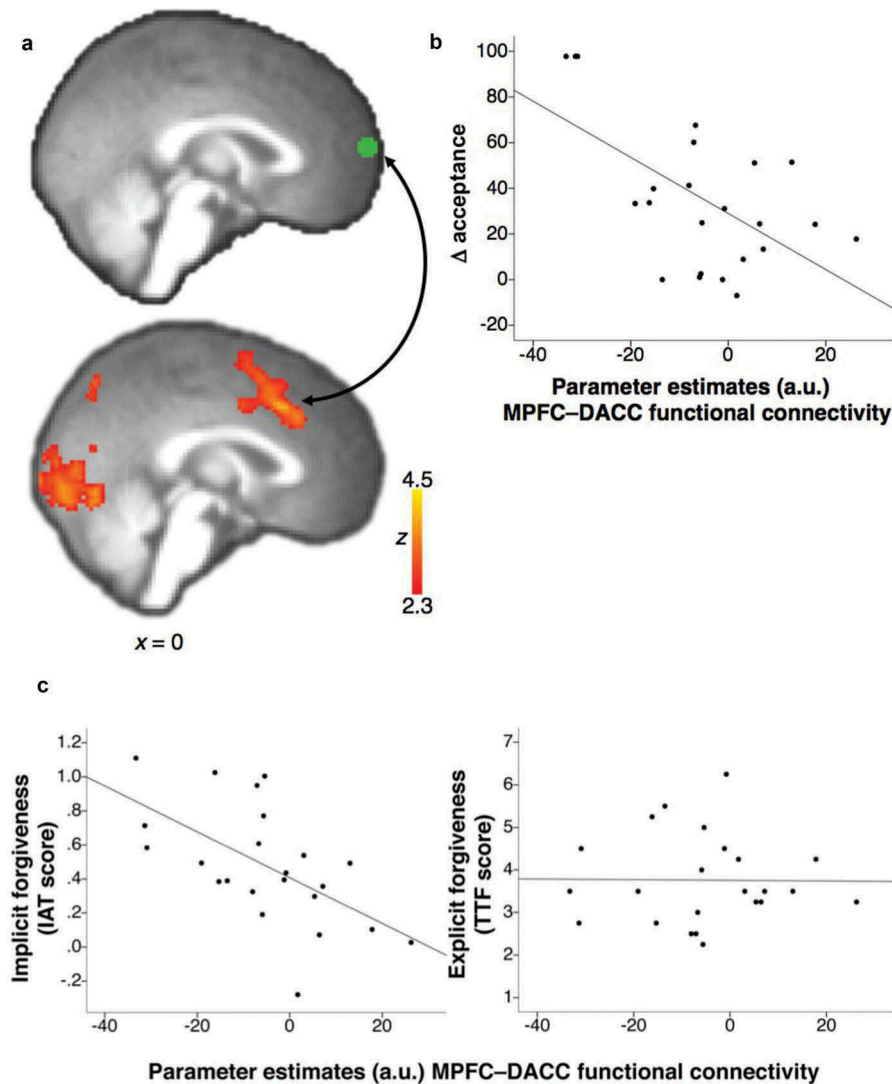 a
4.5
z
2.3
x = 0
b
100
80
60
40
20
0
-20
Δ acceptance
-40 -20 0 20
Parameter estimates (a.u.)
MPFC–DACC functional connectivity
c
1.2
1.0
.8
.6
.4
.2
.0
-.2
Implicit forgiveness
(IAT score)
-40 -20 0 20
7
6
5
4
3
2
1
Explicit forgiveness
(TTF score)
-40 -20 0 20
Parameter estimates (a.u.) MPFC–DACC functional connectivity